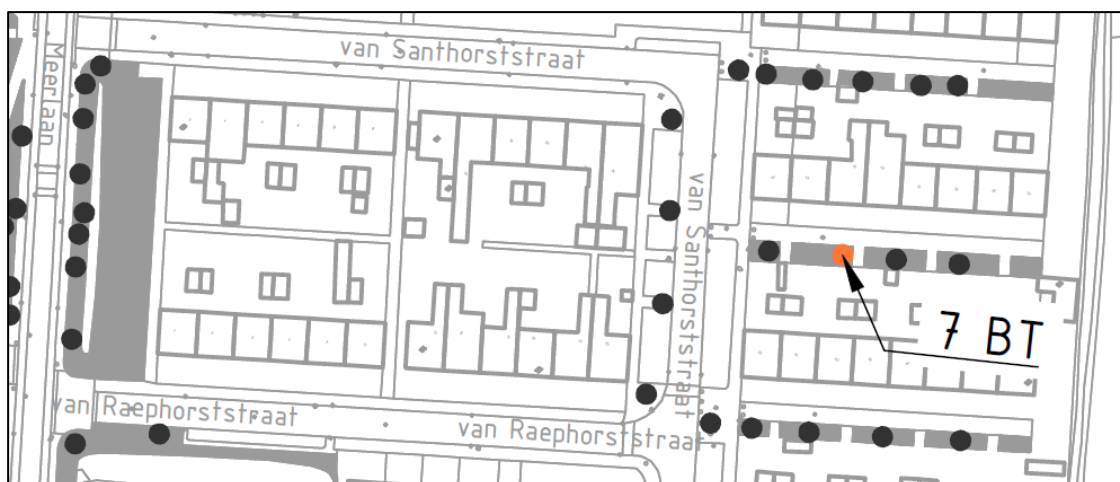 van Santhorststraat
Meerlaan
van Santhorststraat
7 BT
van Raephorststraat
van Raephorststraat